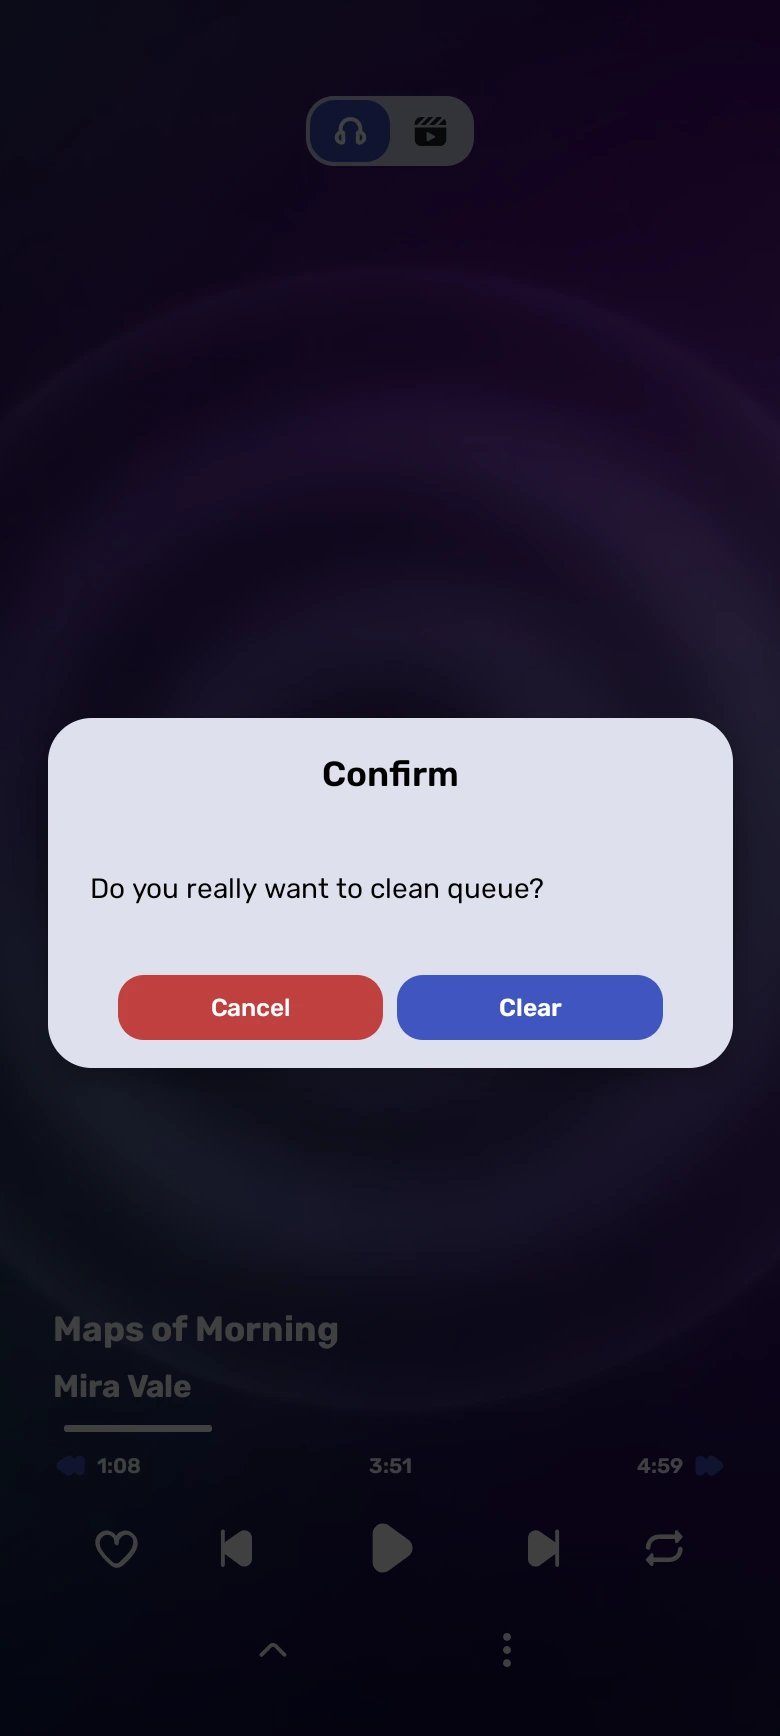 Confirm
Do you really want to clean queue?
Cancel
Clear
Maps of Morning
Mira Vale
1:08
3:51
4:59